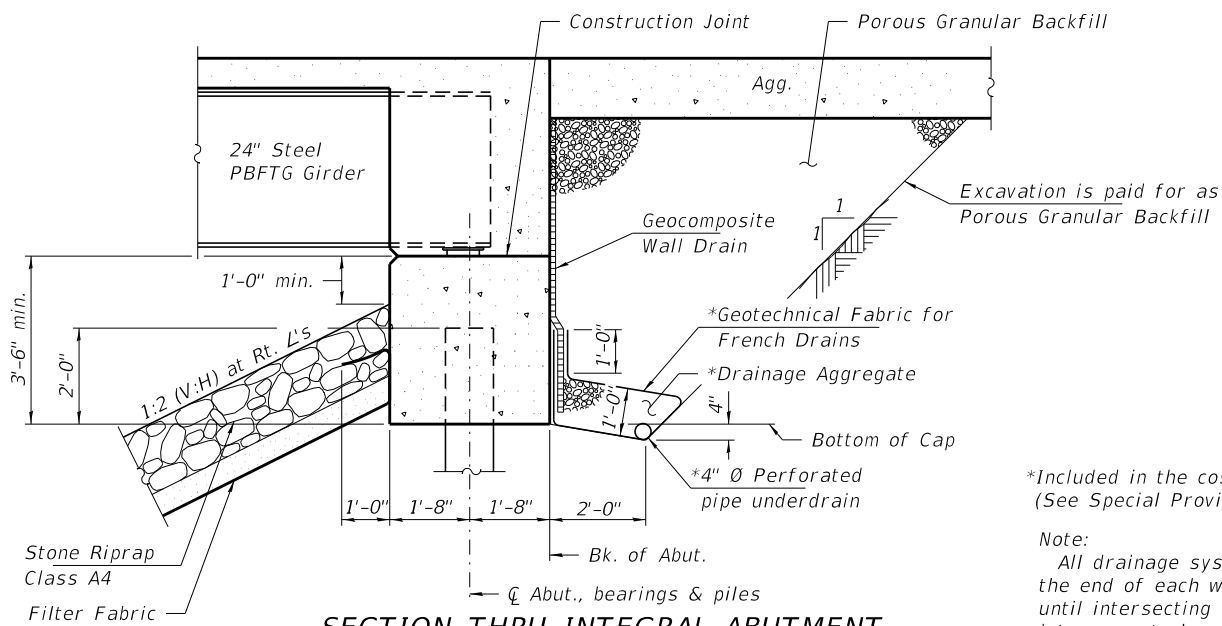 Construction Joint
Porous Granular Backfill
Agg.
24" Steel
PBFTG Girder
Excavation is paid for as
Porous Granular Backfill
1
1
Geocomposite
Wall Drain
1'-0" min.
3'-6" min.
2'-0"
1:2 (V:H) at Rt. ∠'s
*Geotechnical Fabric for
French Drains
1'-0"
*Drainage Aggregate
1'-0"
4"
Bottom of Cap
*4" Ø Perforated
pipe underdrain
1'-0"
1'-8"
1'-8"
2'-0"
Stone Riprap
Class A4
Filter Fabric
Bk. of Abut.
℄ Abut., bearings & piles
SECTION THRU INTEGRAL ABUTMENT
*Included in the
(See Special
Note:
All drainage
the end of each
until intersecting